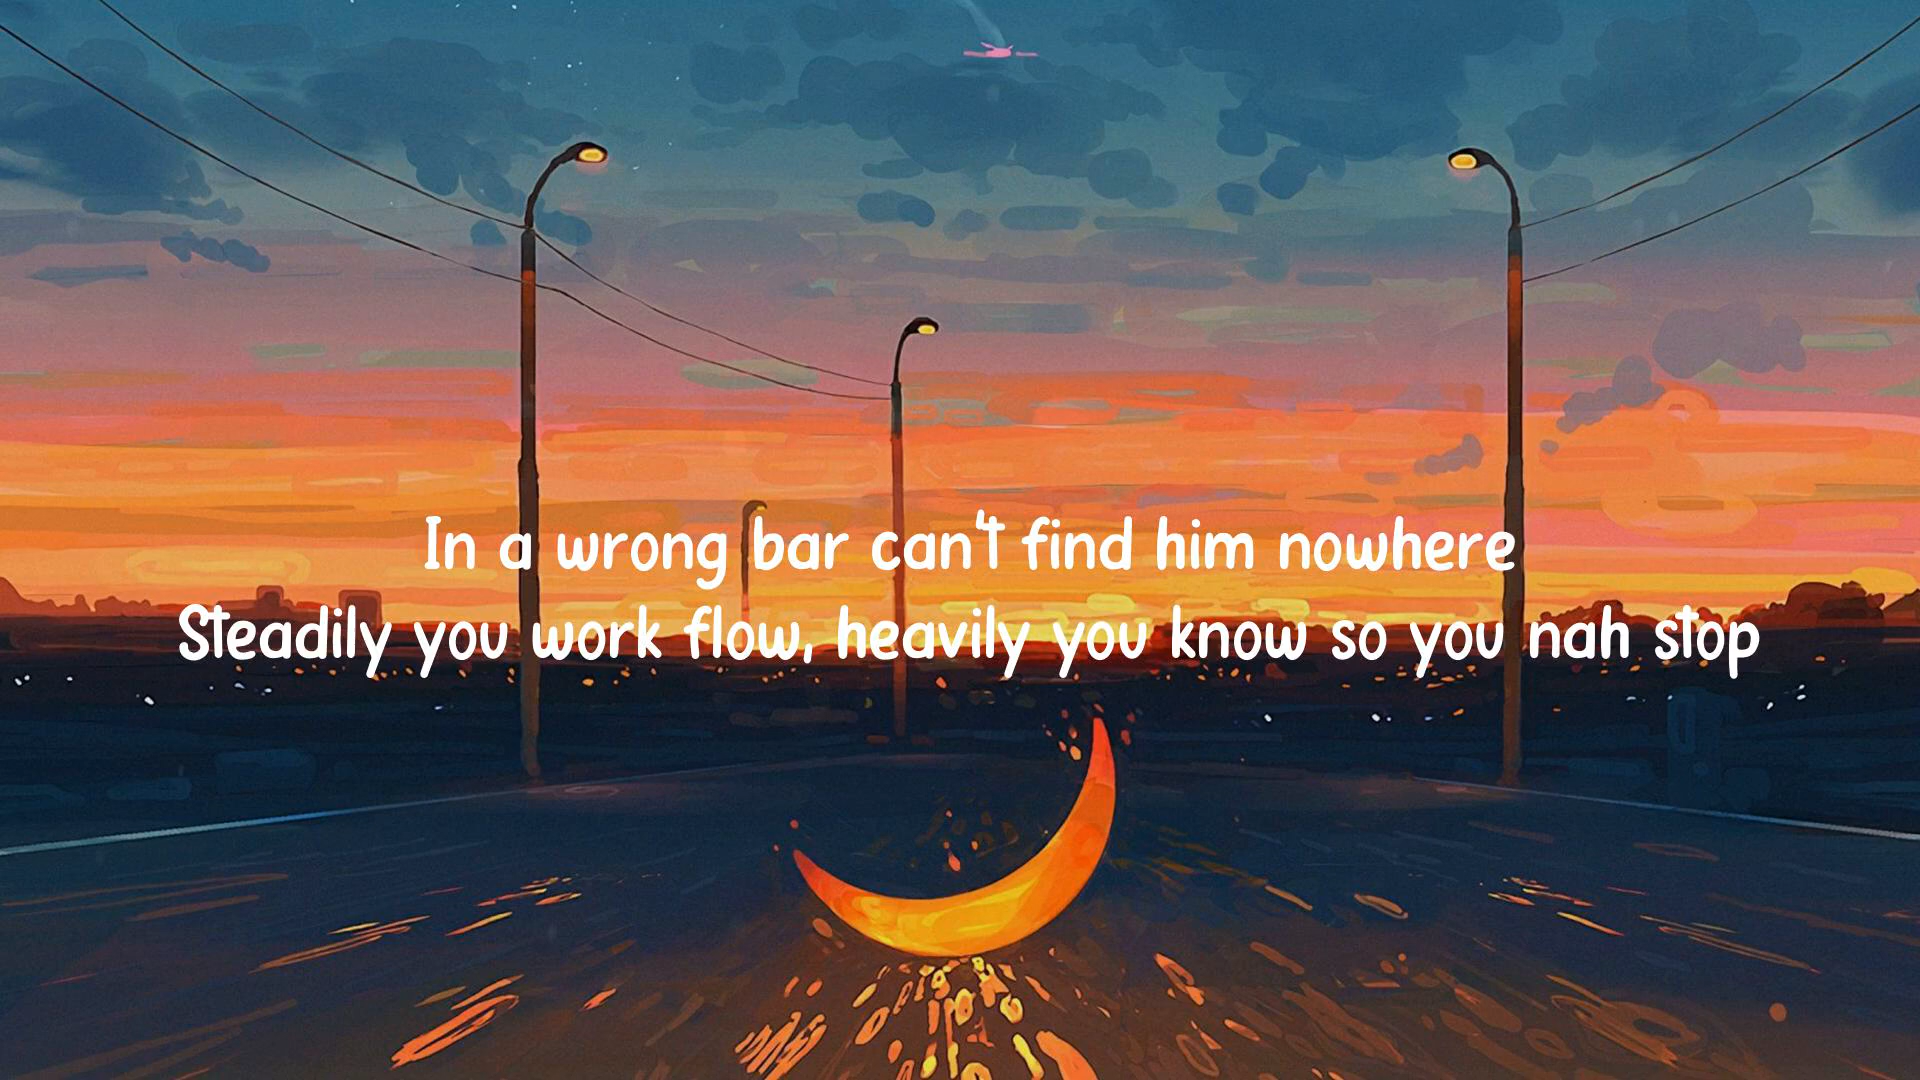 In a wrong bar can't find him nowhere
Steadily you work flow, heavily you know so you nah stop